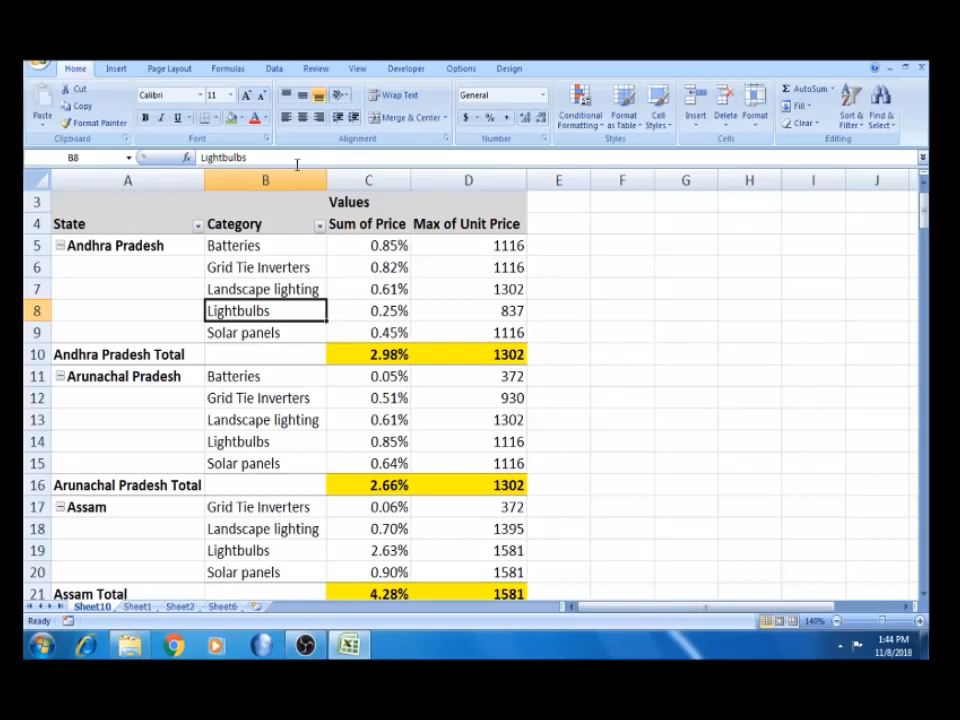 Home Insert Page Layout Formulas Data Review View Developer Options Design
Cut
Copy
Format Painter
Paste
Clipboard
Calibri 11
B I U
Font
Wrap Text
Merge & Center
Alignment
General
$ % ,
Number
Conditional Formatting
Format as Table
Cell Styles
Styles
Insert Delete Format
Cells
AutoSum
Fill
Clear
Sort & Filter
Find & Select
Editing
B8 fx Lightbulbs
A B C D E F G H I J
3 Values
4 State Category Sum of Price Max of Unit Price
5 Andhra Pradesh Batteries 0.85% 1116
6 Grid Tie Inverters 0.82% 1116
7 Landscape lighting 0.61% 1302
8 Lightbulbs 0.25% 837
9 Solar panels 0.45% 1116
10 Andhra Pradesh Total 2.98% 1302
11 Arunachal Pradesh Batteries 0.05% 372
12 Grid Tie Inverters 0.51% 930
13 Landscape lighting 0.61% 1302
14 Lightbulbs 0.85% 1116
15 Solar panels 0.64% 1116
16 Arunachal Pradesh Total 2.66% 1302
17 Assam Grid Tie Inverters 0.06% 372
18 Landscape lighting 0.70% 1395
19 Lightbulbs 2.63% 1581
20 Solar panels 0.90% 1581
21 Assam Total 4.28% 1581
Sheet10 Sheet1 Sheet2 Sheet6
Ready 140%
1:44 PM
11/8/2018